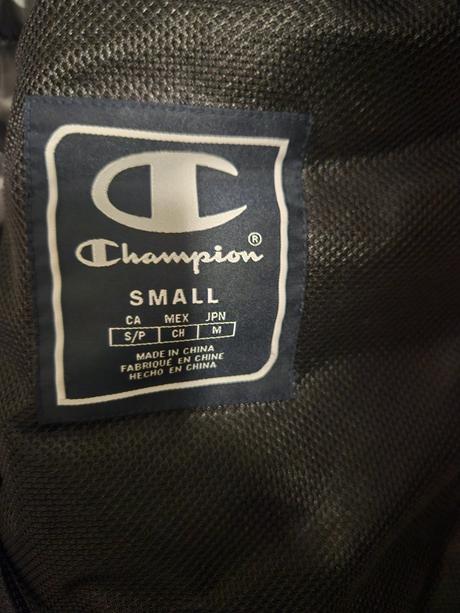 C
Champion®
SMALL
CA MEX JPN
S/P CH M
MADE IN CHINA
FABRIQUÉ EN CHINE
HECHO EN CHINA